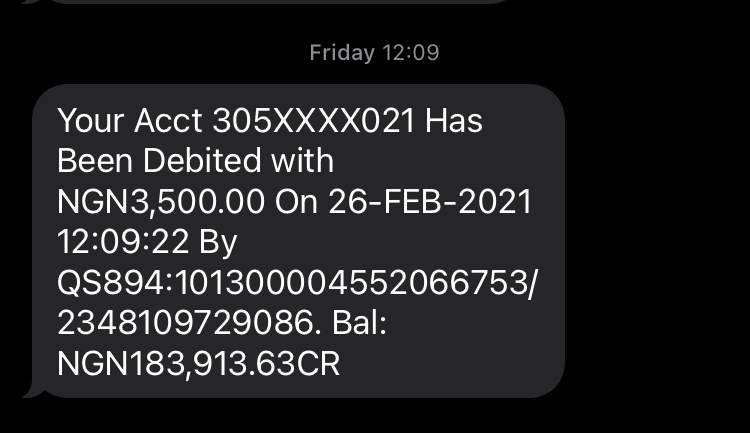 Friday 12:09
Your Acct 305XXXX021 Has
Been Debited with
NGN3,500.00 On 26-FEB-2021
12:09:22 By
QS894:101300004552066753/
2348109729086. Bal:
NGN183,913.63CR